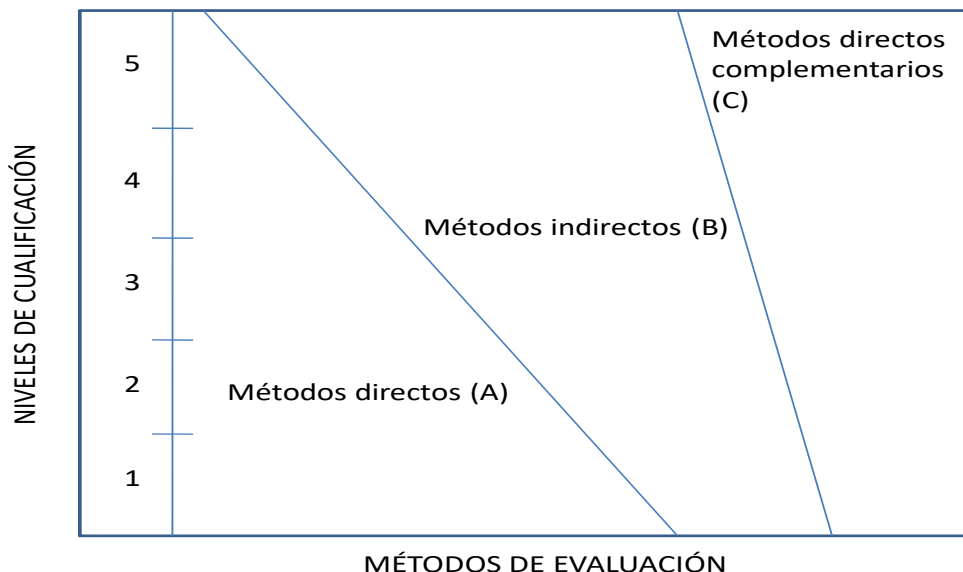 NIVELES DE CUALIFICACIÓN
5
4
3
2
1
Métodos directos
complementarios
(C)
Métodos indirectos (B)
Métodos directos (A)
MÉTODOS DE EVALUACIÓN